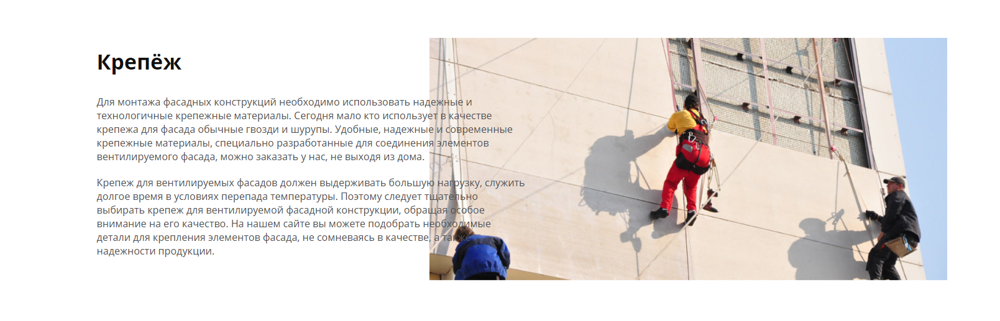 Крепёж
Для монтажа фасадных конструкций необходимо использовать надежные и
технологичные крепежные материалы. Сегодня мало кто использует в качестве
крепежа для фасада обычные гвозди и шурупы. Удобные, надежные и современные
крепежные материалы, специально разработанные для соединения элементов
вентилируемого фасада, можно заказать у нас, не выходя из дома.
Крепеж для вентилируемых фасадов должен выдерживать большую нагрузку, служить
долгое время в условиях перепада температуры. Поэтому следует тщательно
выбирать крепеж для вентилируемой фасадной конструкции, обращая особое
внимание на его качество. На нашем сайте вы можете подобрать необходимые
детали для крепления элементов фасада, не сомневаясь в качестве, а также
надежности продукции.